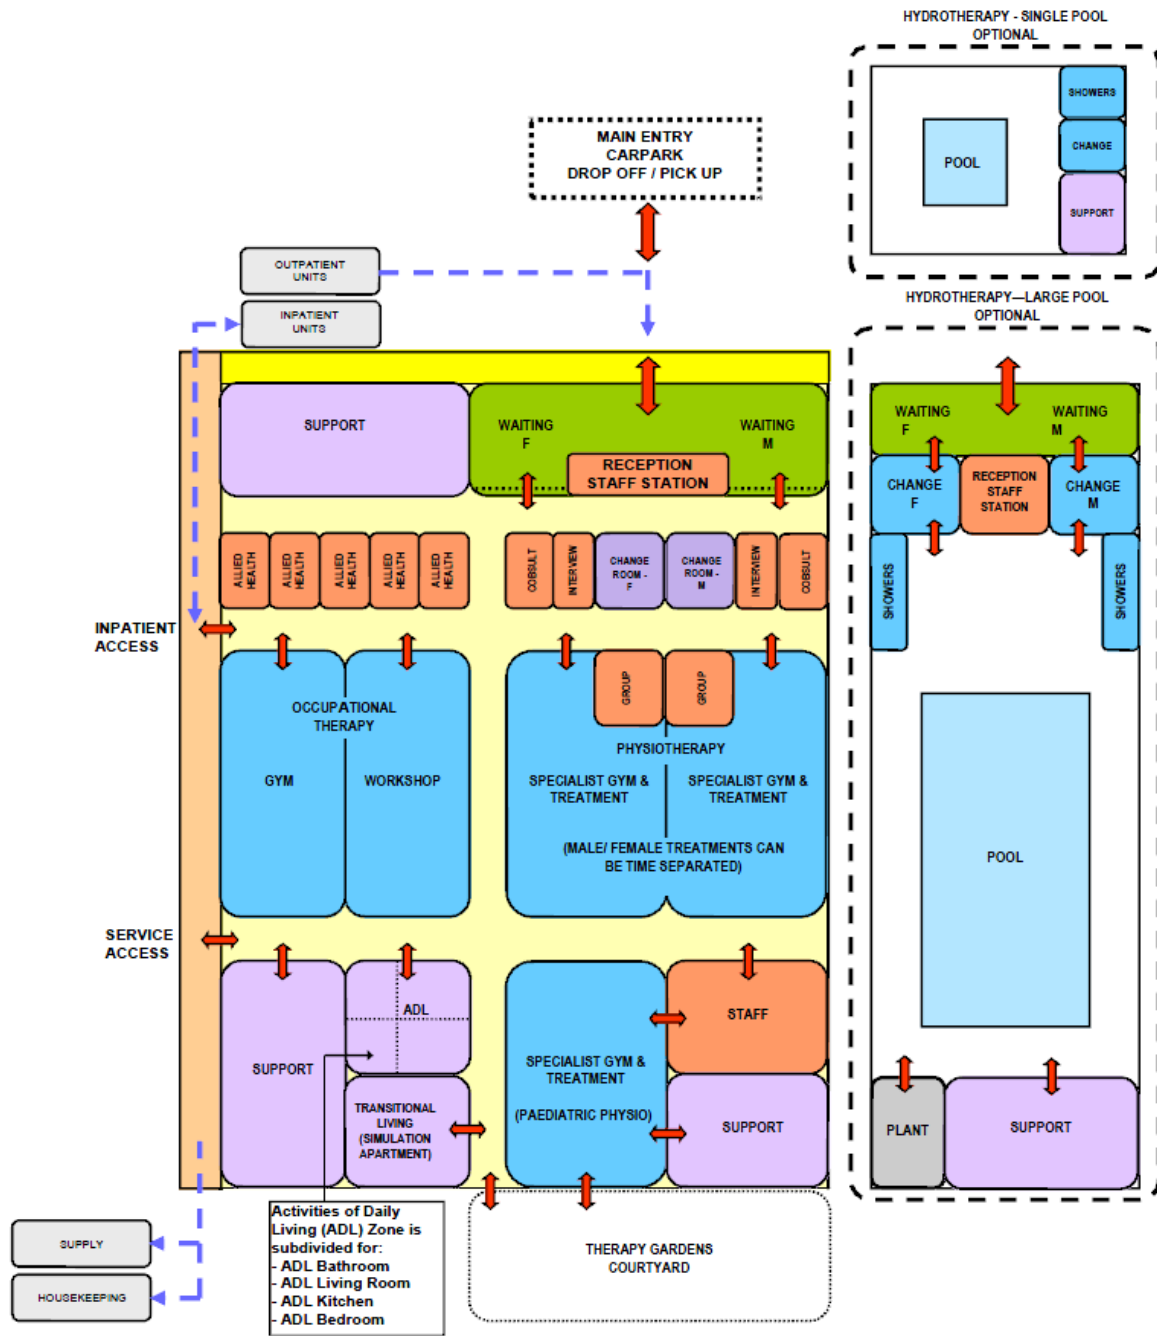 HYDROTHERAPY - SINGLE POOL
OPTIONAL
SHOWERS
CHANGE
POOL
SUPPORT
MAIN ENTRY
CARPARK
DROP OFF / PICK UP
OUTPATIENT
UNITS
INPATIENT
UNITS
HYDROTHERAPY—LARGE POOL
OPTIONAL
SUPPORT
WAITING
F
WAITING
M
RECEPTION
STAFF STATION
WAITING
F
WAITING
M
CHANGE
F
RECEPTION
STAFF
STATION
CHANGE
M
SHOWERS
SHOWERS
ALLIED
HEALTH
ALLIED
HEALTH
ALLIED
HEALTH
ALLIED
HEALTH
ALLIED
HEALTH
COBSULT
INTERVIEW
CHANGE
ROOM -
F
CHANGE
ROOM -
M
INTERVIEW
COBSULT
INPATIENT
ACCESS
OCCUPATIONAL
THERAPY
GYM
WORKSHOP
GROUP
GROUP
PHYSIOTHERAPY
SPECIALIST GYM &
TREATMENT
SPECIALIST GYM &
TREATMENT
(MALE/ FEMALE TREATMENTS CAN
BE TIME SEPARATED)
POOL
SERVICE
ACCESS
SUPPORT
ADL
TRANSITIONAL
LIVING
(SIMULATION
APARTMENT)
SPECIALIST GYM &
TREATMENT
(PAEDIATRIC PHYSIO)
STAFF
SUPPORT
PLANT
SUPPORT
Activities of Daily
Living (ADL) Zone is
subdivided for:
- ADL Bathroom
- ADL Living Room
- ADL Kitchen
- ADL Bedroom
THERAPY GARDENS
COURTYARD
SUPPLY
HOUSEKEEPING